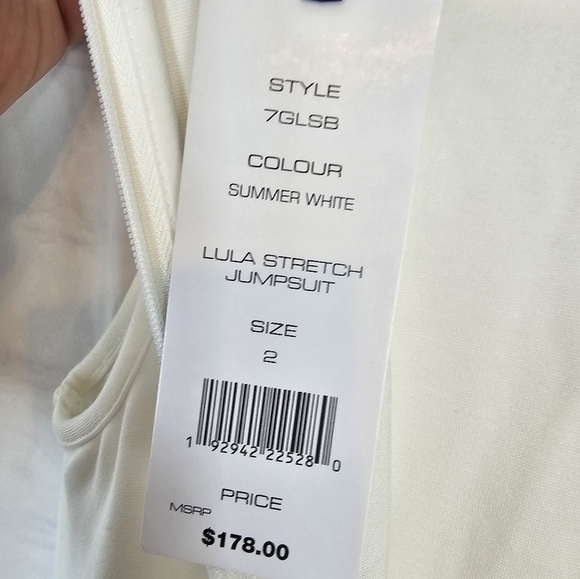 STYLE
7GLSB
COLOUR
SUMMER WHITE
LULA STRETCH
JUMPSUIT
SIZE
2
1 92942 22528 0
PRICE
MSRP
$178.00